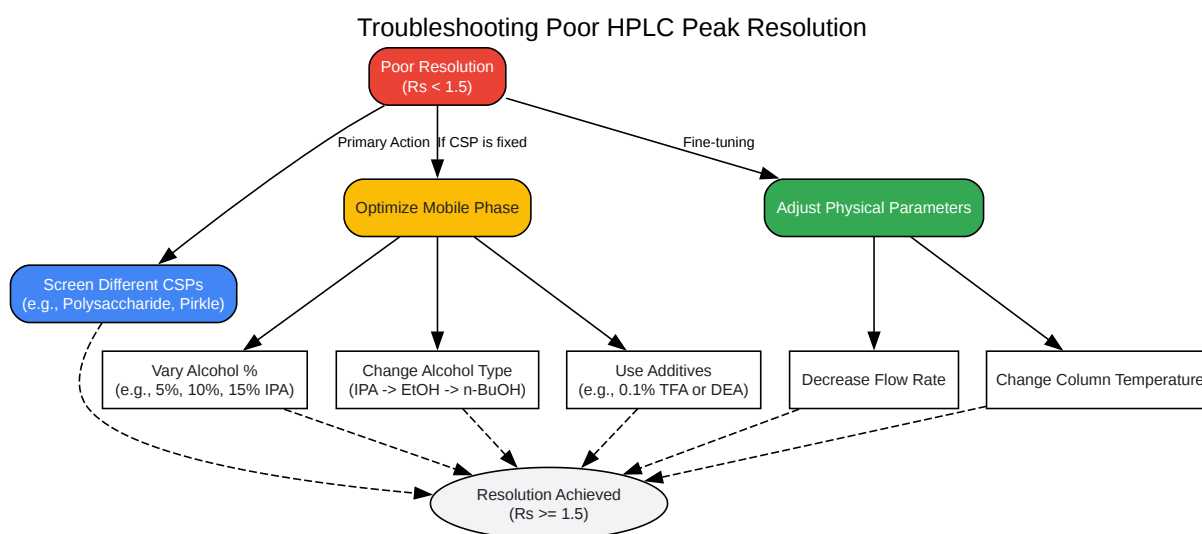 Troubleshooting Poor HPLC Peak Resolution
Poor Resolution
(Rs < 1.5)
Primary Action
If CSP is fixed
Fine-tuning
Optimize Mobile Phase
Adjust Physical Parameters
Screen Different CSPs
(e.g., Polysaccharide, Pirkle)
Vary Alcohol %
(e.g., 5%, 10%, 15% IPA)
Change Alcohol Type
(IPA -> EtOH -> n-BuOH)
Use Additives
(e.g., 0.1% TFA or DEA)
Decrease Flow Rate
Change Column Temperature
Resolution Achieved
(Rs >= 1.5)